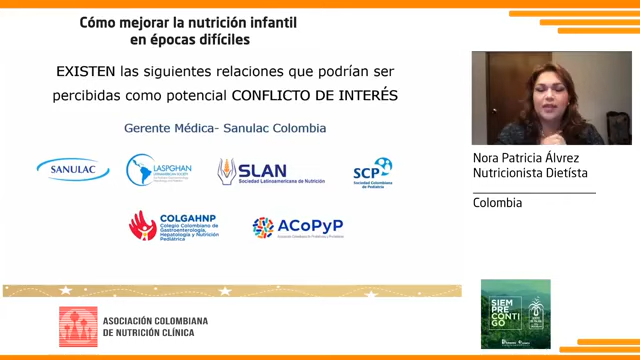 Cómo mejorar la nutrición infantil
en épocas difíciles
EXISTEN las siguientes relaciones que podrían ser
percibidas como potencial CONFLICTO DE INTERÉS
Gerente Médica- Sanulac Colombia
SANULAC
LASPGHAN
SLAN
Sociedad Latinoamericana de Nutrición
SCP
Sociedad Colombiana
de Pediatría
COLGAHNP
Colegio Colombiano de
Gastroenterología,
Hepatología y Nutrición
Pediátrica
ACoPyP
Nora Patricia Álvrez
Nutricionista Dietísta
Colombia
SIEM
PRE
CONTI
GO
ASOCIACIÓN COLOMBIANA
DE NUTRICIÓN CLÍNICA